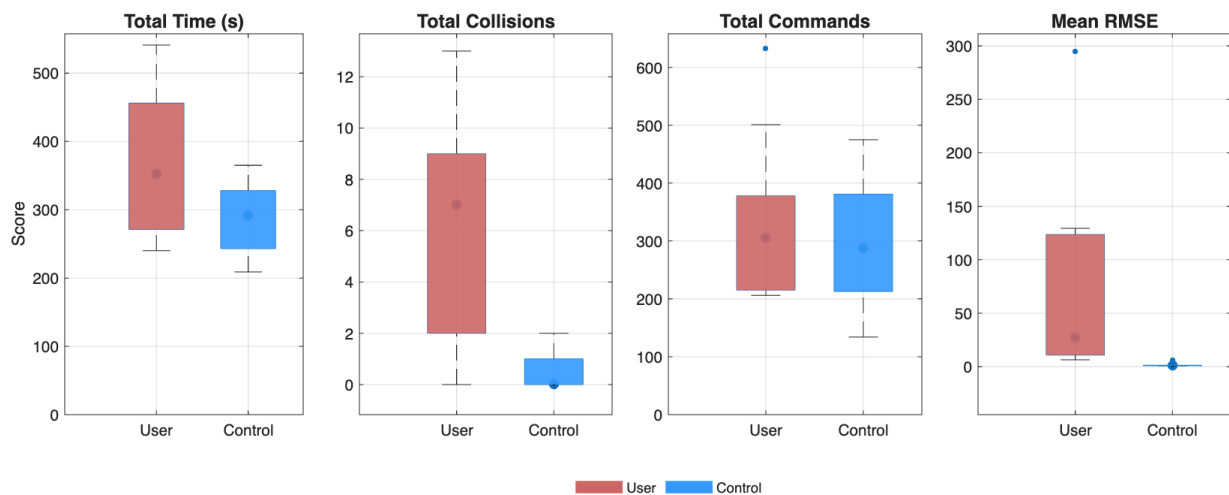 Total Time (s)
Total Collisions
Total Commands
Mean RMSE
Score
500
400
300
200
100
0
User
Control
12
10
8
6
4
2
0
User
Control
600
500
400
300
200
100
0
User
Control
300
250
200
150
100
50
0
User
Control
User
Control